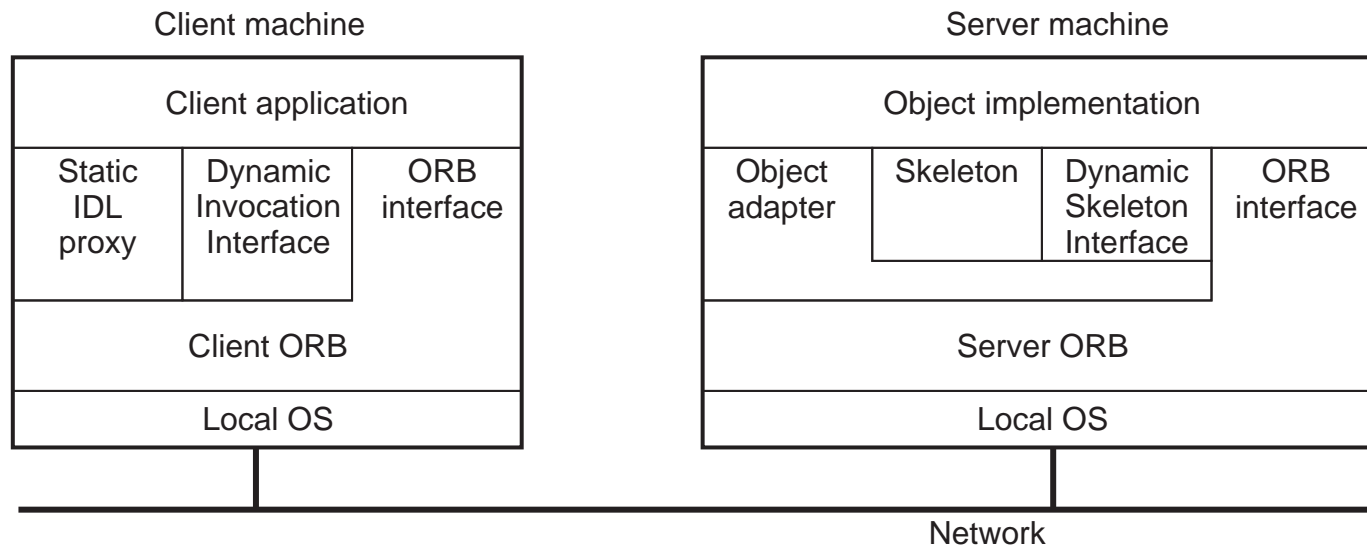 Client machine
Server machine
Client application
Object implementation
Static
IDL
proxy
Dynamic
Invocation
Interface
ORB
interface
Object
adapter
Skeleton
Dynamic
Skeleton
Interface
ORB
interface
Client ORB
Server ORB
Local OS
Local OS
Network